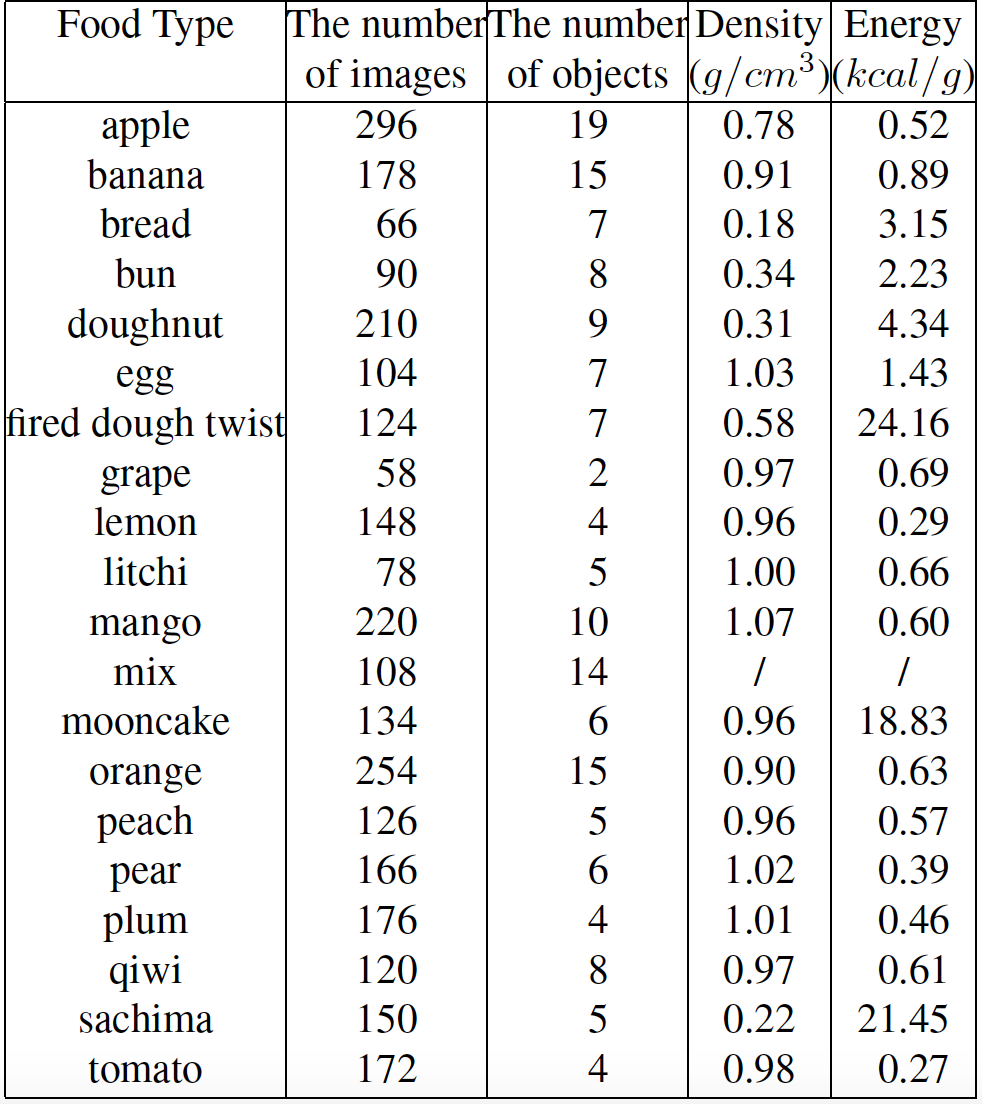 Food Type The number of images The number of objects Density (g/cm³) Energy (kcal/g)
apple 296 19 0.78 0.52
banana 178 15 0.91 0.89
bread 66 7 0.18 3.15
bun 90 8 0.34 2.23
doughnut 210 9 0.31 4.34
egg 104 7 1.03 1.43
fired dough twist 124 7 0.58 24.16
grape 58 2 0.97 0.69
lemon 148 4 0.96 0.29
litchi 78 5 1.00 0.66
mango 220 10 1.07 0.60
mix 108 14 / /
mooncake 134 6 0.96 18.83
orange 254 15 0.90 0.63
peach 126 5 0.96 0.57
pear 166 6 1.02 0.39
plum 176 4 1.01 0.46
qiwi 120 8 0.97 0.61
sachima 150 5 0.22 21.45
tomato 172 4 0.98 0.27